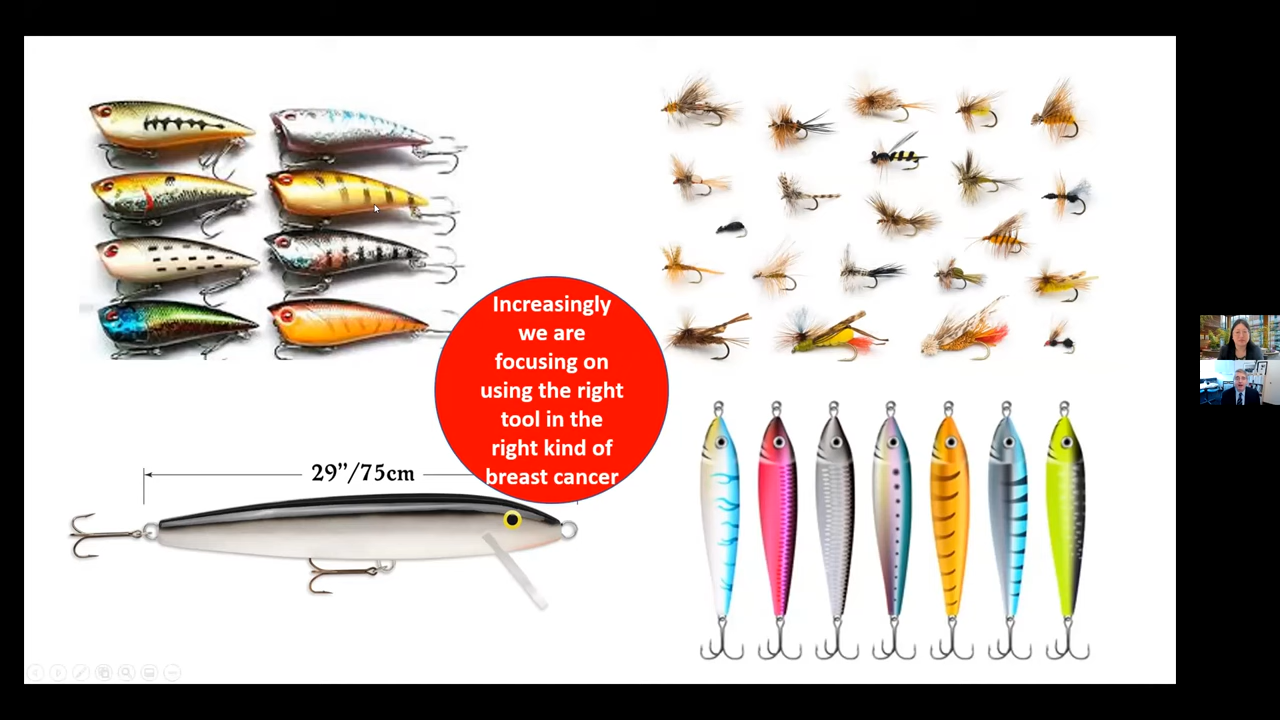 Increasingly
we are
focusing on
using the right
tool in the
right kind of
breast cancer
29”/75cm